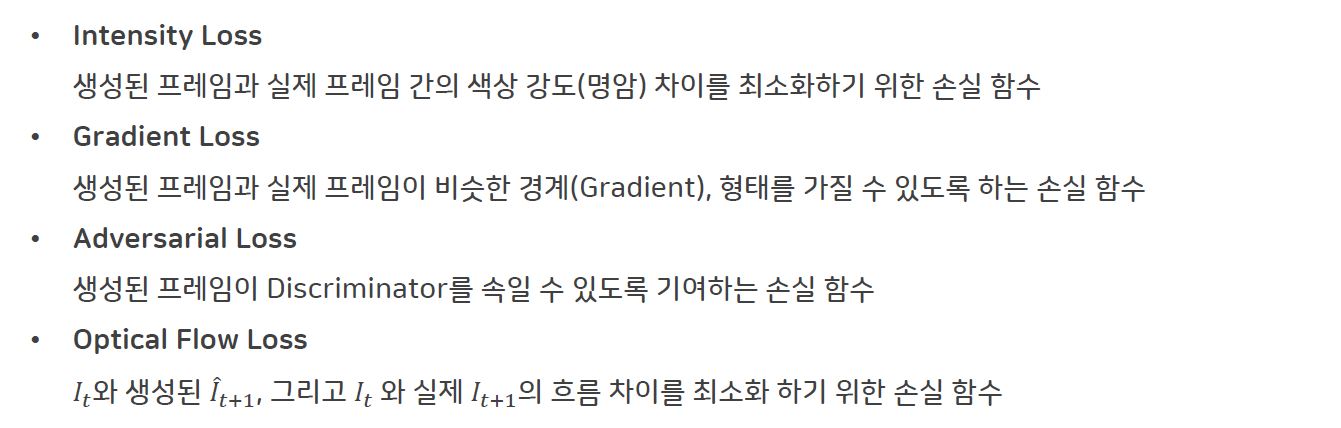 • Intensity Loss
생성된 프레임과 실제 프레임 간의 색상 강도(명암) 차이를 최소화하기 위한 손실 함수
• Gradient Loss
생성된 프레임과 실제 프레임이 비슷한 경계(Gradient), 형태를 가질 수 있도록 하는 손실 함수
• Adversarial Loss
생성된 프레임이 Discriminator를 속일 수 있도록 기여하는 손실 함수
• Optical Flow Loss
Iₜ와 생성된 Îₜ₊₁, 그리고 Iₜ 와 실제 Iₜ₊₁의 흐름 차이를 최소화 하기 위한 손실 함수